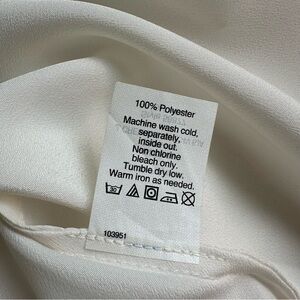 100% Polyester
Machine wash cold,
separately,
inside out.
Non chlorine
bleach only.
Tumble dry low.
Warm iron as needed.
30
103951